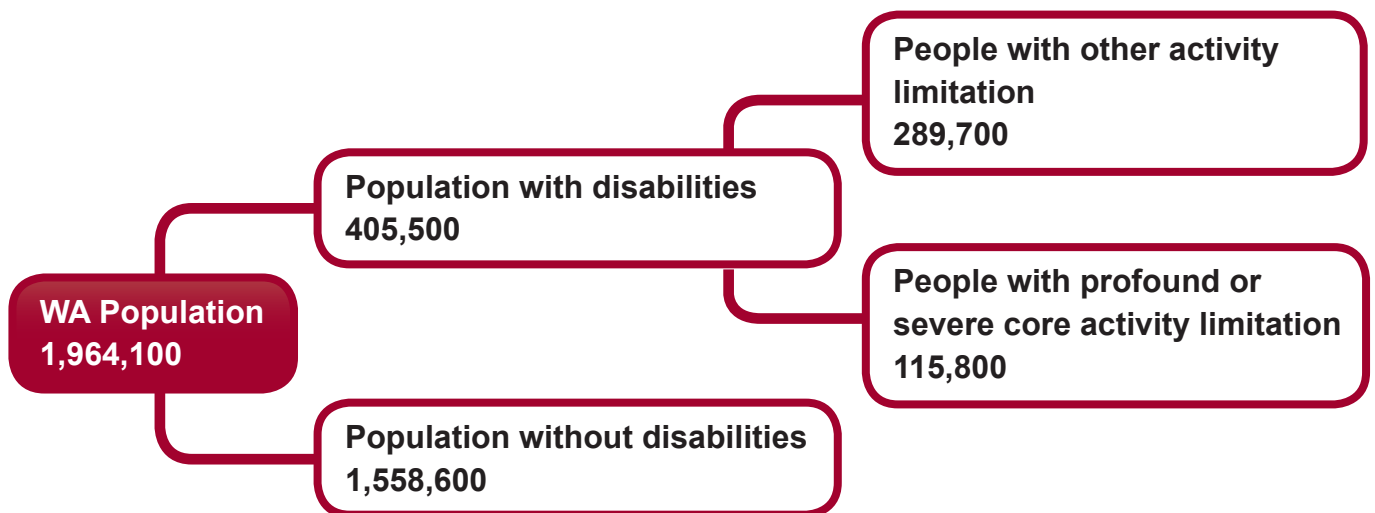 WA Population
1,964,100
Population with disabilities
405,500
People with other activity
limitation
289,700
People with profound or
severe core activity limitation
115,800
Population without disabilities
1,558,600